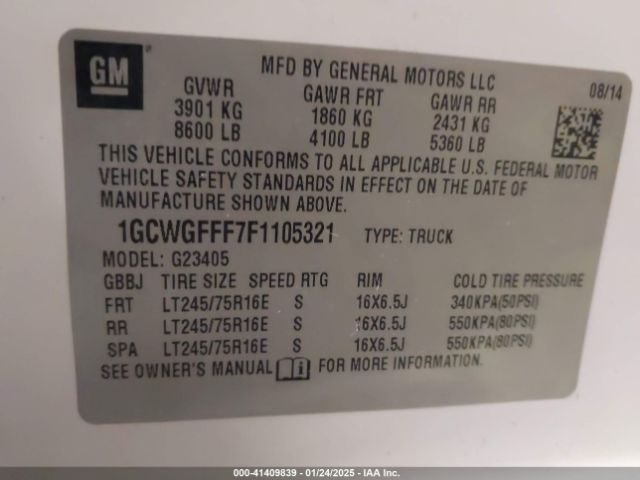 GM
MFD BY GENERAL MOTORS LLC
08/14
GVWR GAWR FRT GAWR RR
3901 KG 1860 KG 2431 KG
8600 LB 4100 LB 5360 LB
THIS VEHICLE CONFORMS TO ALL APPLICABLE U.S. FEDERAL MOTOR
VEHICLE SAFETY STANDARDS IN EFFECT ON THE DATE OF
MANUFACTURE SHOWN ABOVE.
1GCWGFFF7F1105321 TYPE: TRUCK
MODEL: G23405
GBBJ TIRE SIZE SPEED RTG RIM COLD TIRE PRESSURE
FRT LT245/75R16E S 16X6.5J 340KPA(50PSI)
RR LT245/75R16E S 16X6.5J 550KPA(80PSI)
SPA LT245/75R16E S 16X6.5J 550KPA(80PSI)
SEE OWNER'S MANUAL FOR MORE INFORMATION.
000-41409839 - 01/24/2025 - IAA Inc.